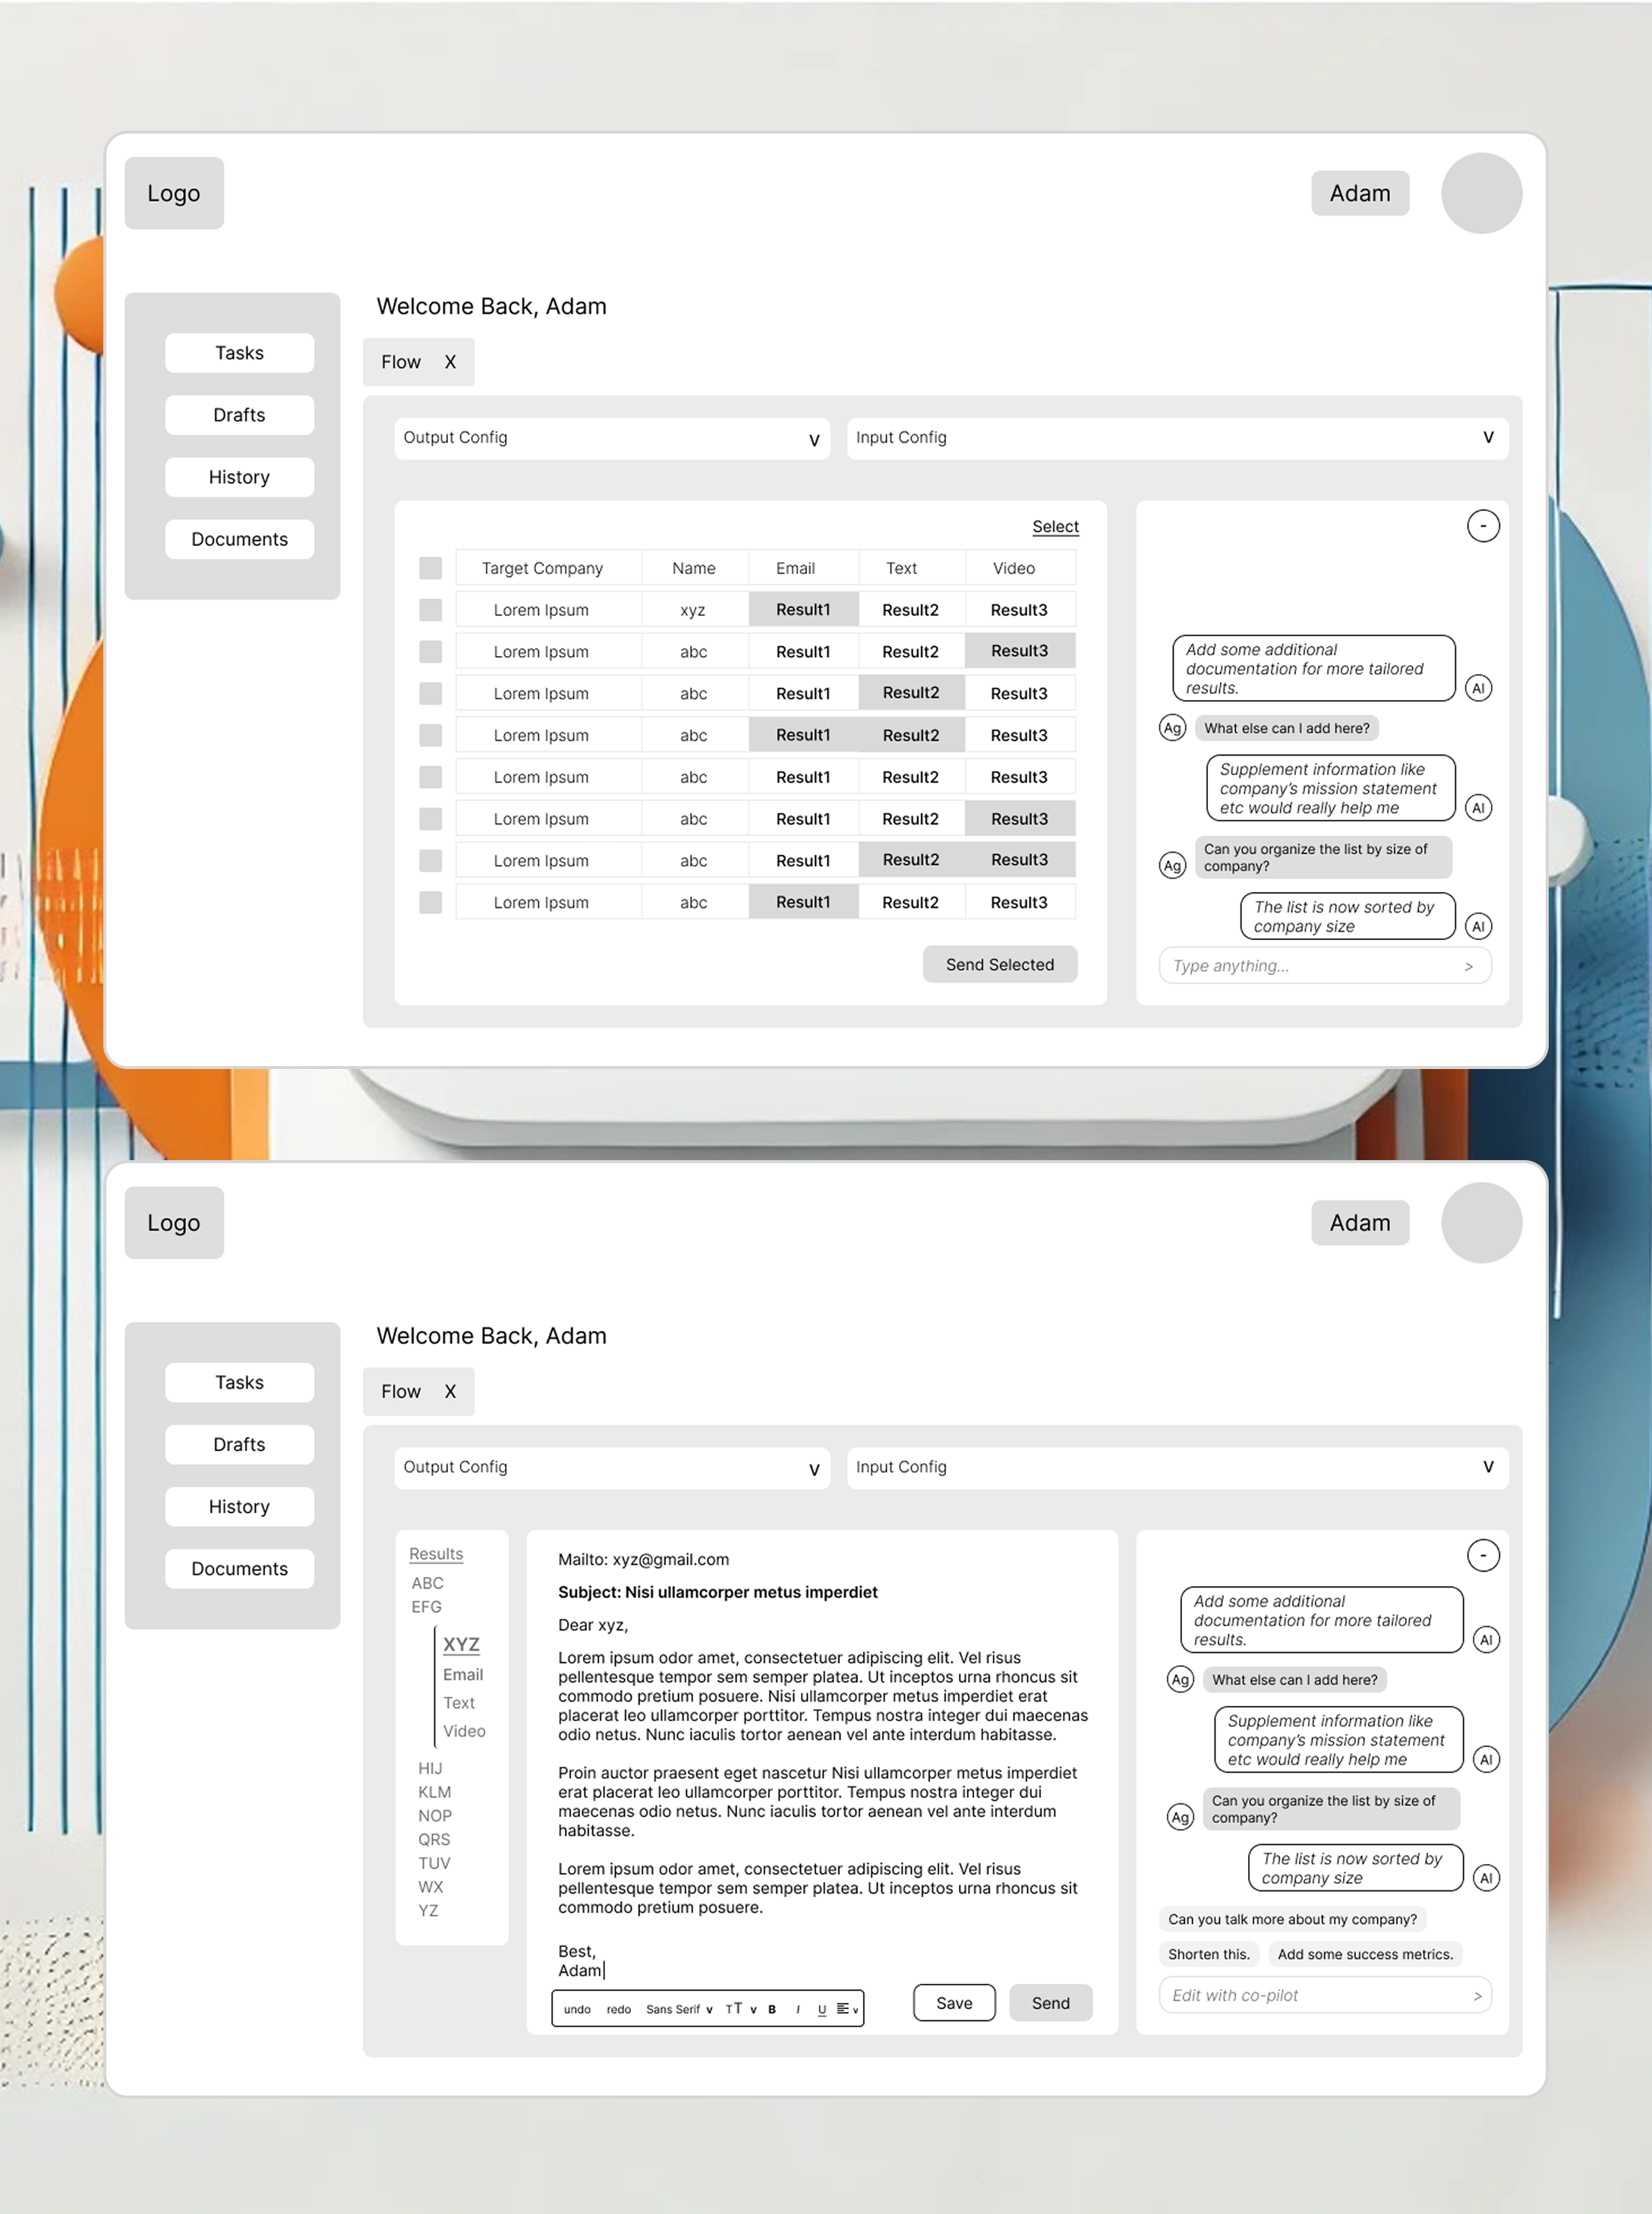 Logo
Adam
Welcome Back, Adam
Flow X
Tasks
Drafts
History
Documents
Output Config v
Input Config v
Select
Target Company Name Email Text Video
Lorem Ipsum xyz Result1 Result2 Result3
Lorem Ipsum abc Result1 Result2 Result3
Lorem Ipsum abc Result1 Result2 Result3
Lorem Ipsum abc Result1 Result2 Result3
Lorem Ipsum abc Result1 Result2 Result3
Lorem Ipsum abc Result1 Result2 Result3
Lorem Ipsum abc Result1 Result2 Result3
Lorem Ipsum abc Result1 Result2 Result3
Send Selected
-
Add some additional
documentation for more tailored
results.
AI
Ag What else can I add here?
Supplement information like
company's mission statement
etc would really help me
AI
Can you organize the list by size of
Ag company?
The list is now sorted by
company size
AI
Type anything... >
Logo
Adam
Welcome Back, Adam
Flow X
Tasks
Drafts
History
Documents
Output Config v
Input Config v
Results
ABC
EFG
XYZ
Email
Text
Video
HIJ
KLM
NOP
QRS
TUV
WX
YZ
Mailto: xyz@gmail.com
Subject: Nisi ullamcorper metus imperdiet
Dear xyz,
Lorem ipsum odor amet, consectetuer adipiscing elit. Vel risus
pellentesque tempor sem semper platea. Ut inceptos urna rhoncus sit
commodo pretium posuere. Nisi ullamcorper metus imperdiet erat
placerat leo ullamcorper porttitor. Tempus nostra integer dui maecenas
odio netus. Nunc iaculis tortor aenean vel ante interdum habitasse.
Proin auctor praesent eget nascetur Nisi ullamcorper metus imperdiet
erat placerat leo ullamcorper porttitor. Tempus nostra integer dui
maecenas odio netus. Nunc iaculis tortor aenean vel ante interdum
habitasse.
Lorem ipsum odor amet, consectetuer adipiscing elit. Vel risus
pellentesque tempor sem semper platea. Ut inceptos urna rhoncus sit
commodo pretium posuere.
Best,
Adam
undo redo Sans Serif v TT v B I U v
Save
Send
-
Add some additional
documentation for more tailored
results.
AI
Ag What else can I add here?
Supplement information like
company's mission statement
etc would really help me
AI
Can you organize the list by size of
Ag company?
The list is now sorted by
company size
AI
Can you talk more about my company?
Shorten this. Add some success metrics.
Edit with co-pilot >